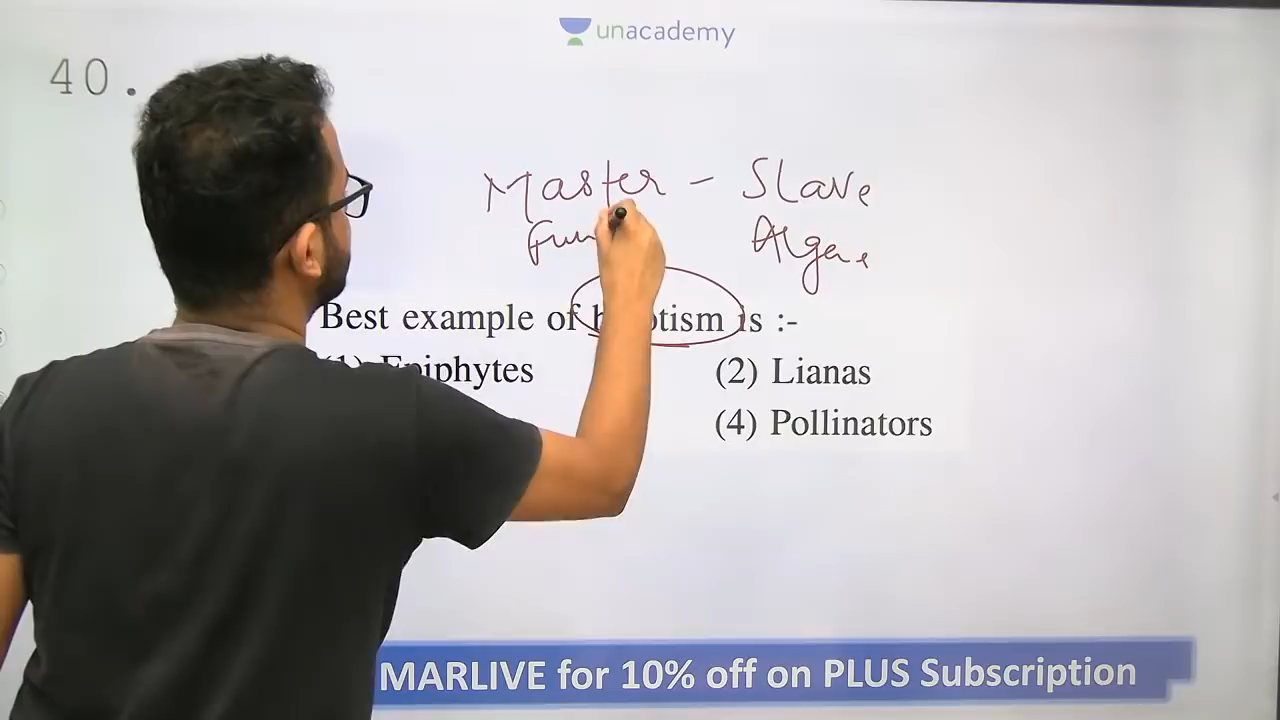 unacademy
40.
Master - Slave
Algae
Best example of is :-
(1) Epiphytes (2) Lianas
(4) Pollinators
MARLIVE for 10% off on PLUS Subscription